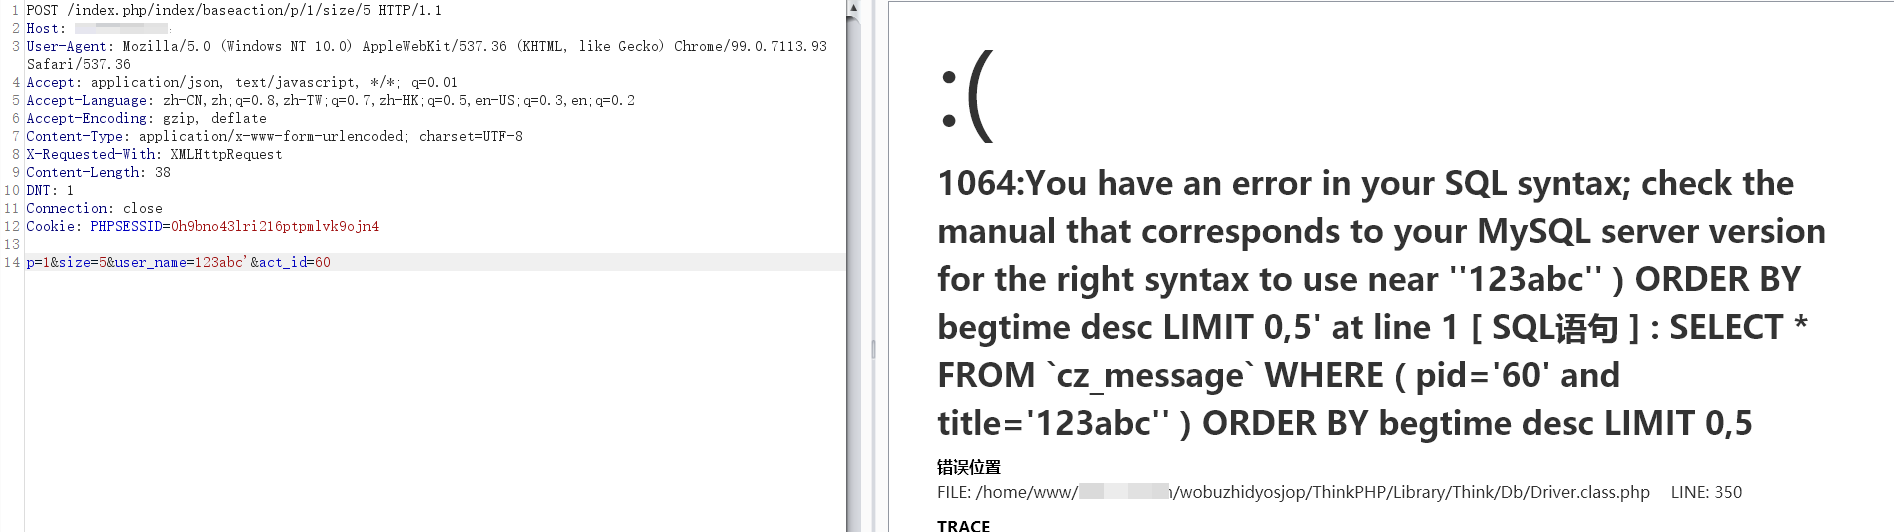 1 POST /index.php/index/baseaction/p/1/size/5 HTTP/1.1
2 Host:
3 User-Agent: Mozilla/5.0 (Windows NT 10.0) AppleWebKit/537.36 (KHTML, like Gecko) Chrome/99.0.7113.93
Safari/537.36
4 Accept: application/json, text/javascript, */*; q=0.01
5 Accept-Language: zh-CN,zh;q=0.8,zh-TW;q=0.7,zh-HK;q=0.5,en-US;q=0.3,en;q=0.2
6 Accept-Encoding: gzip, deflate
7 Content-Type: application/x-www-form-urlencoded; charset=UTF-8
8 X-Requested-With: XMLHttpRequest
9 Content-Length: 38
10 DNT: 1
11 Connection: close
12 Cookie: PHPSESSID=0h9bno43lri216ptpmlvk9ojn4
13
14 p=1&size=5&user_name=123abc'&act_id=60
:(
1064:You have an error in your SQL syntax; check the
manual that corresponds to your MySQL server version
for the right syntax to use near ''123abc'' ) ORDER BY
begtime desc LIMIT 0,5' at line 1 [ SQL语句 ] : SELECT *
FROM `cz_message` WHERE ( pid='60' and
title='123abc'' ) ORDER BY begtime desc LIMIT 0,5
错误位置
FILE: /home/www/ /wobuzhidyosjop/ThinkPHP/Library/Think/Db/Driver.class.php LINE: 350
TRACE